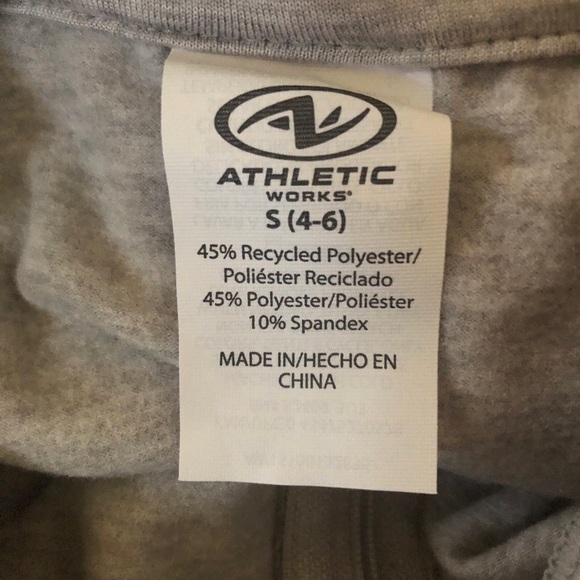 ATHLETIC
WORKS®
S (4-6)
45% Recycled Polyester/
Poliéster Reciclado
45% Polyester/Poliéster
10% Spandex
MADE IN/HECHO EN
CHINA